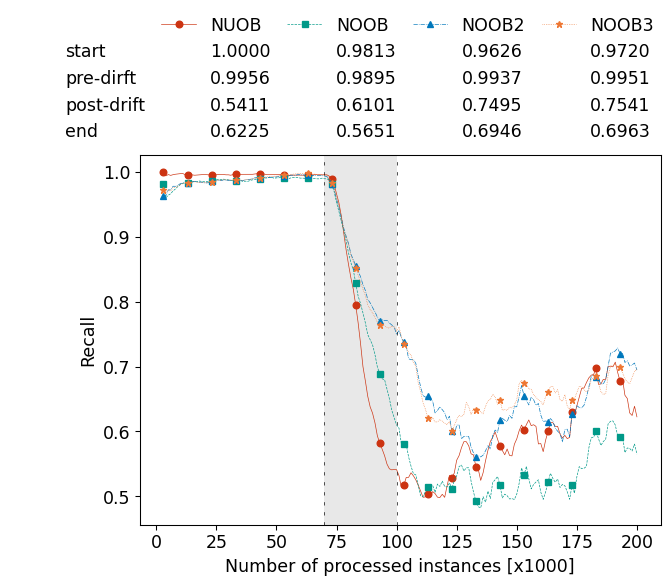 NUOB NOOB NOOB2 NOOB3
start 1.0000 0.9813 0.9626 0.9720
pre-dirft 0.9956 0.9895 0.9937 0.9951
post-drift 0.5411 0.6101 0.7495 0.7541
end 0.6225 0.5651 0.6946 0.6963
1.0
0.9
0.8
0.7
0.6
0.5
Recall
0 25 50 75 100 125 150 175 200
Number of processed instances [x1000]